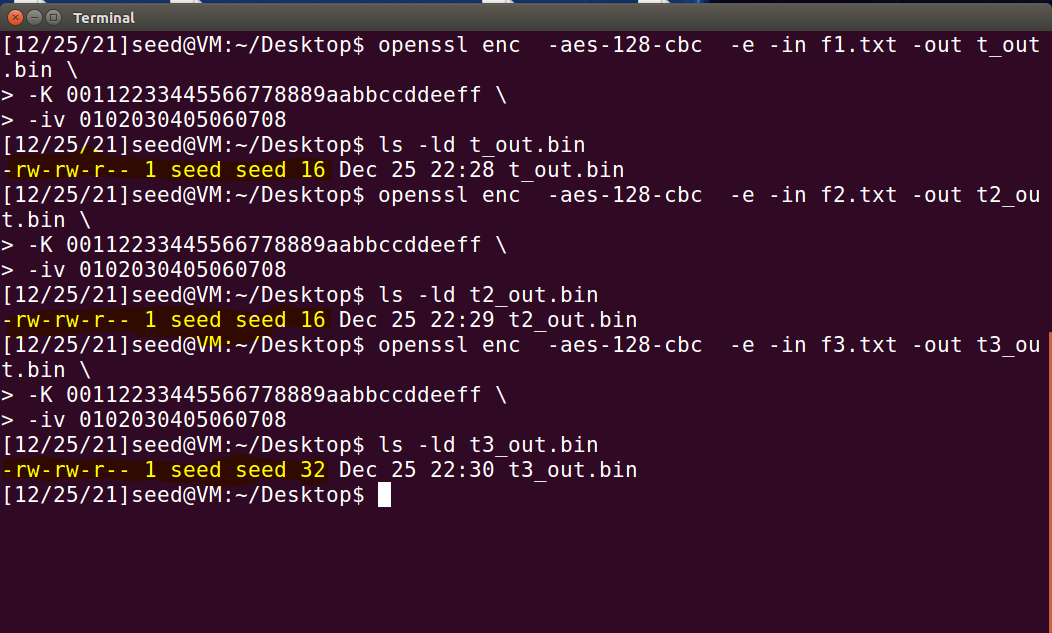 Terminal
[12/25/21]seed@VM:~/Desktop$ openssl enc  -aes-128-cbc  -e -in f1.txt -out t_out
.bin \
> -K 00112233445566778889aabbccddeeff \
> -iv 0102030405060708
[12/25/21]seed@VM:~/Desktop$ ls -ld t_out.bin
-rw-rw-r-- 1 seed seed 16 Dec 25 22:28 t_out.bin
[12/25/21]seed@VM:~/Desktop$ openssl enc  -aes-128-cbc  -e -in f2.txt -out t2_ou
t.bin \
> -K 00112233445566778889aabbccddeeff \
> -iv 0102030405060708
[12/25/21]seed@VM:~/Desktop$ ls -ld t2_out.bin
-rw-rw-r-- 1 seed seed 16 Dec 25 22:29 t2_out.bin
[12/25/21]seed@VM:~/Desktop$ openssl enc  -aes-128-cbc  -e -in f3.txt -out t3_ou
t.bin \
> -K 00112233445566778889aabbccddeeff \
> -iv 0102030405060708
[12/25/21]seed@VM:~/Desktop$ ls -ld t3_out.bin
-rw-rw-r-- 1 seed seed 32 Dec 25 22:30 t3_out.bin
[12/25/21]seed@VM:~/Desktop$